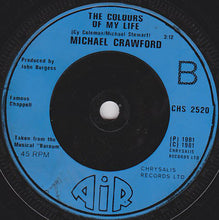 THE COLOURS
OF MY LIFE
(Cy Coleman/Michael Stewart)
3:12
MICHAEL CRAWFORD
Produced by
John Burgess
B
Famous
Chappell
CHS 2520
Taken from the
Musical "Barnum"
45 RPM
(P) 1981
(C) 1981
CHRYSALIS
RECORDS LTD
CHRYSALIS
RECORDS LTD
AIR